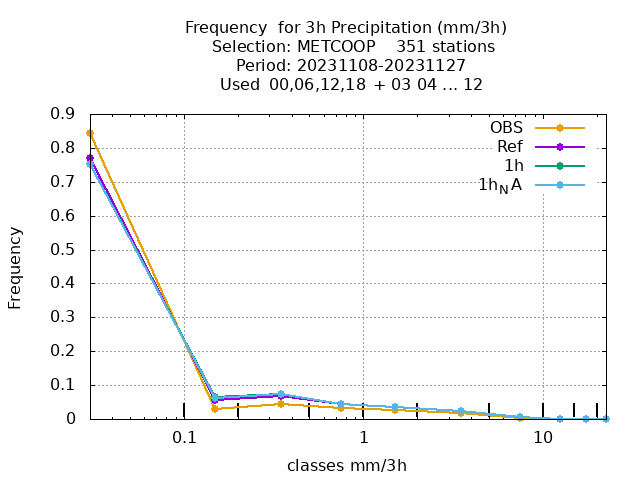 Frequency for 3h Precipitation (mm/3h)
Selection: METCOOP 351 stations
Period: 20231108-20231127
Used 00,06,12,18 + 03 04 ... 12
OBS
Ref
1h
1h_NA
Frequency
0.9
0.8
0.7
0.6
0.5
0.4
0.3
0.2
0.1
0
0.1
1
10
classes mm/3h